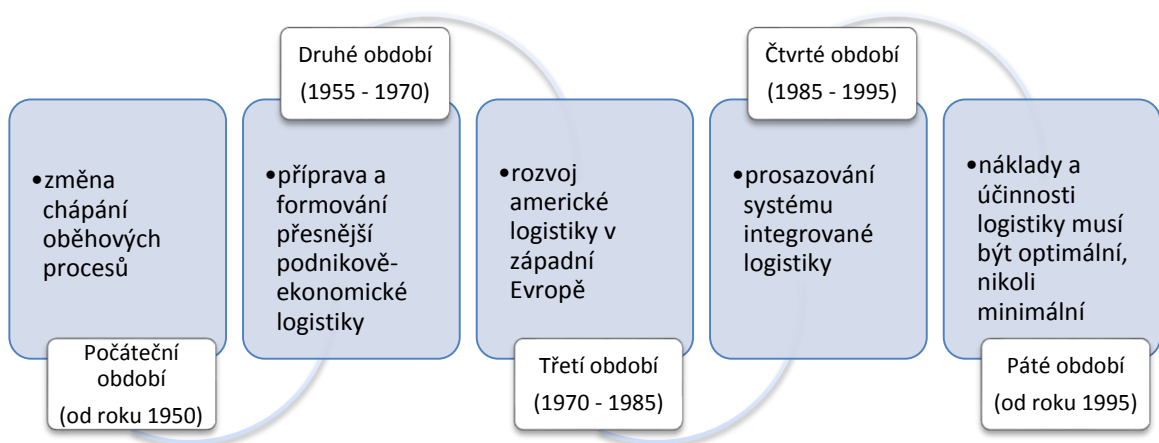 •změna
chápání
oběhových
procesů
Počáteční
období
(od roku 1950)
Druhé období
(1955 - 1970)
•příprava a
formování
přesnější
podnikově-
ekonomické
logistiky
•rozvoj
americké
logistiky v
západní
Evropě
Třetí období
(1970 - 1985)
Čtvrté období
(1985 - 1995)
•prosazování
systému
integrované
logistiky
•náklady a
účinnosti
logistiky musí
být optimální,
nikoli
minimální
Páté období
(od roku 1995)